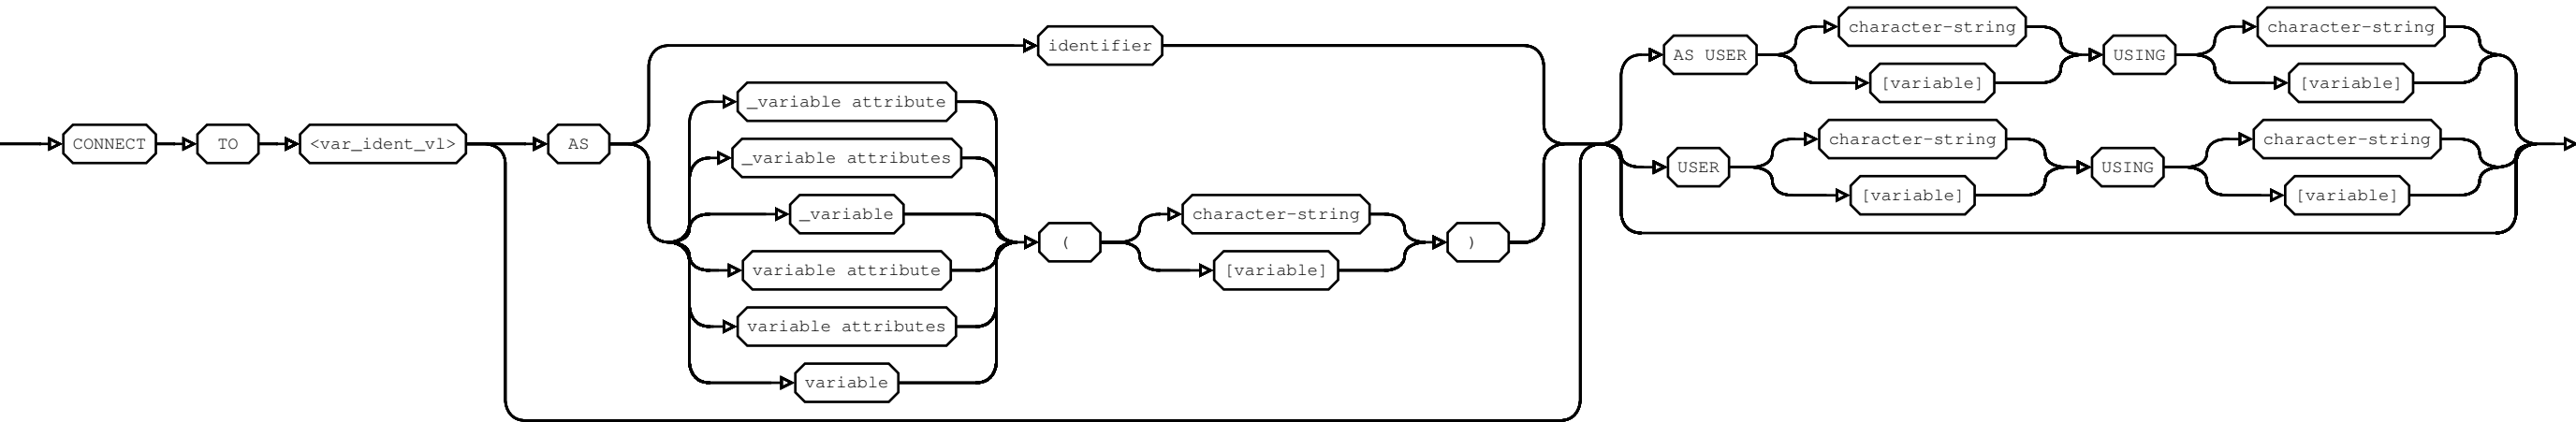 CONNECT
TO
<var_ident_vl>
AS
identifier
_variable attribute
_variable attributes
_variable
variable attribute
variable attributes
variable
(
character-string
[variable]
)
AS USER
character-string
[variable]
USING
character-string
[variable]
USER
character-string
[variable]
USING
character-string
[variable]